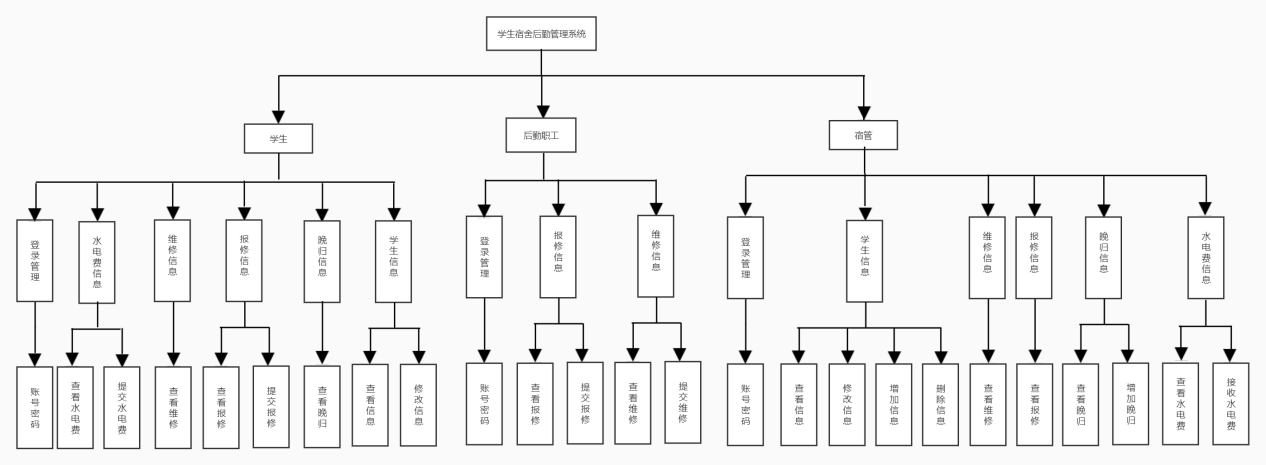 学生宿舍后勤管理系统
学生
后勤职工
宿管
登录管理
水电费信息
维修信息
报修信息
晚归信息
学生信息
登录管理
报修信息
维修信息
登录管理
学生信息
维修信息
报修信息
晚归信息
水电费信息
账号密码
查看水电费
提交水电费
查看维修
查看报修
提交报修
查看晚归
查看信息
修改信息
账号密码
查看报修
提交报修
查看维修
提交维修
账号密码
查看信息
修改信息
增加信息
删除信息
查看维修
查看报修
查看晚归
增加晚归
查看水电费
接收水电费